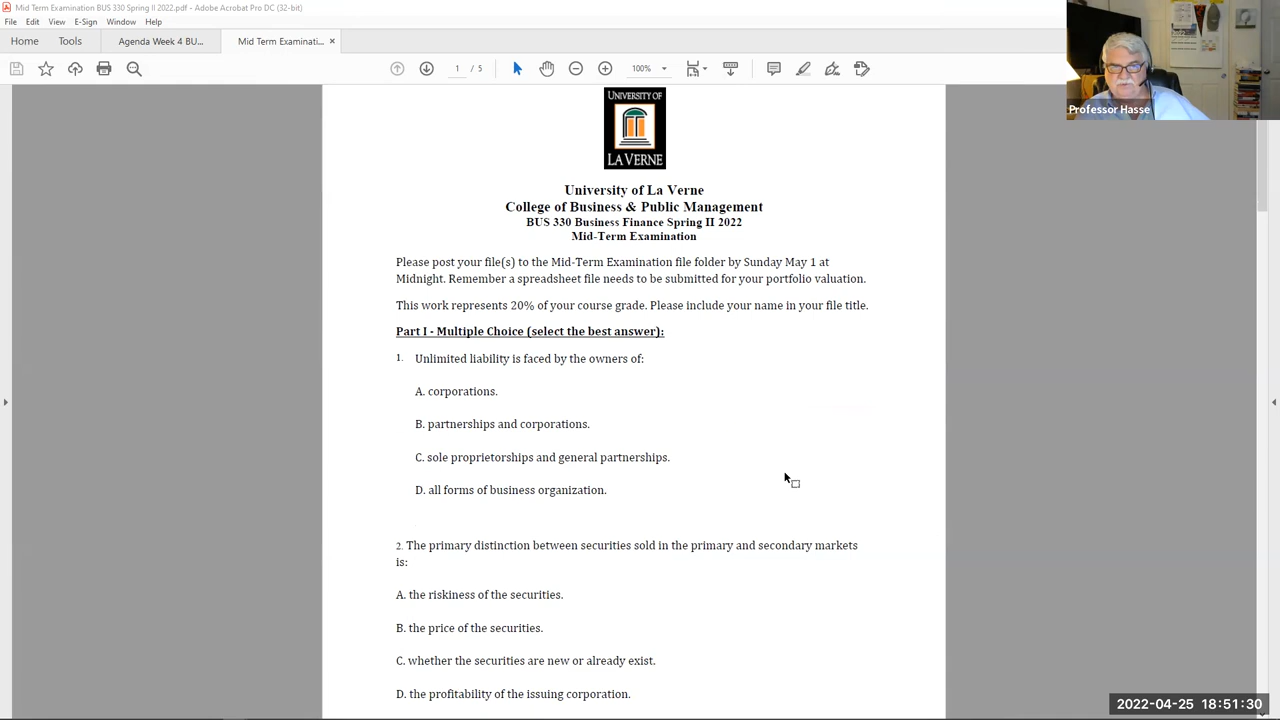 Mid Term Examination BUS 330 Spring II 2022.pdf - Adobe Acrobat Pro DC (32-bit)
File Edit View E-Sign Window Help
Home Tools Agenda Week 4 BU... Mid Term Examinati... ×
1 / 5 100%
Professor Hasse
UNIVERSITY OF
LA VERNE
University of La Verne
College of Business & Public Management
BUS 330 Business Finance Spring II 2022
Mid-Term Examination
Please post your file(s) to the Mid-Term Examination file folder by Sunday May 1 at
Midnight. Remember a spreadsheet file needs to be submitted for your portfolio valuation.
This work represents 20% of your course grade. Please include your name in your file title.
Part I - Multiple Choice (select the best answer):
1. Unlimited liability is faced by the owners of:
A. corporations.
B. partnerships and corporations.
C. sole proprietorships and general partnerships.
D. all forms of business organization.
2. The primary distinction between securities sold in the primary and secondary markets
is:
A. the riskiness of the securities.
B. the price of the securities.
C. whether the securities are new or already exist.
D. the profitability of the issuing corporation.
2022-04-25 18:51:30